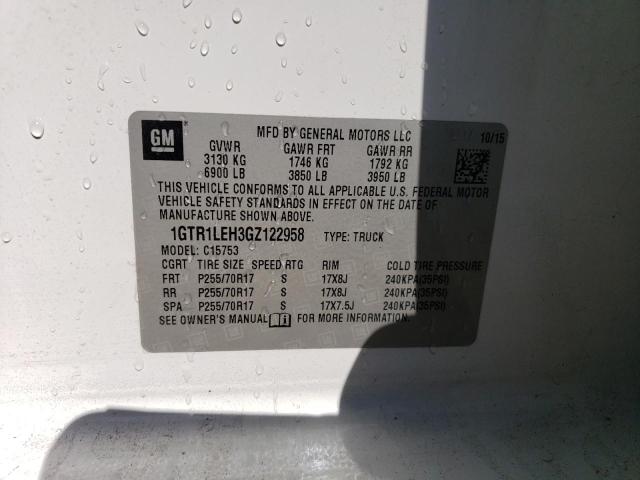 GM
MFD BY GENERAL MOTORS LLC 10/15
GVWR GAWR FRT GAWR RR
3130 KG 1746 KG 1792 KG
6900 LB 3850 LB 3950 LB
THIS VEHICLE CONFORMS TO ALL APPLICABLE U.S. FEDERAL MOTOR
VEHICLE SAFETY STANDARDS IN EFFECT ON THE DATE OF
MANUFACTURE SHOWN ABOVE.
1GTR1LEH3GZ122958 TYPE: TRUCK
MODEL: C15753
CGRT TIRE SIZE SPEED RTG RIM COLD TIRE PRESSURE
FRT P255/70R17 S 17X8J 240KPA(35PSI)
RR P255/70R17 S 17X8J 240KPA(35PSI)
SPA P255/70R17 S 17X7.5J 240KPA(35PSI)
SEE OWNER'S MANUAL FOR MORE INFORMATION.